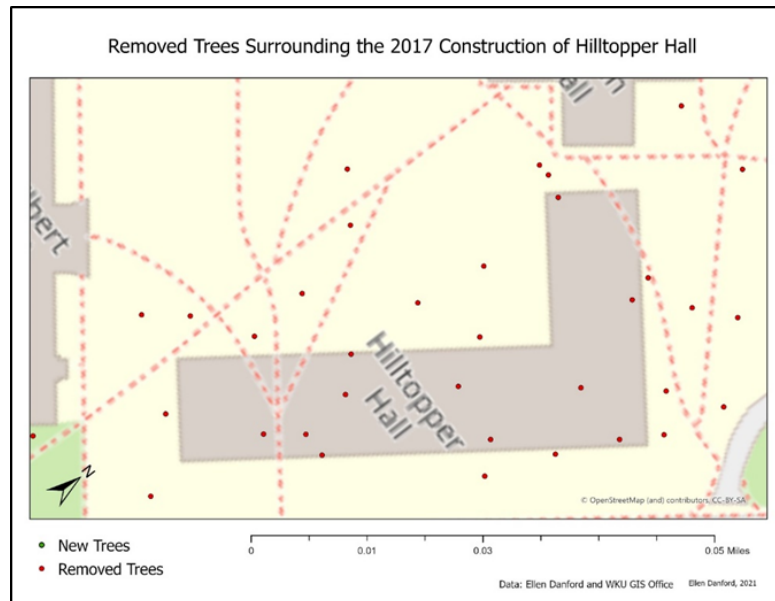 Removed Trees Surrounding the 2017 Construction of Hilltopper Hall
all
Hilltopper
Hall
N
© OpenStreetMap (and) contributors, CC-BY-SA
New Trees
Removed Trees
0 0.01 0.03 0.05 Miles
Data: Ellen Danford and WKU GIS Office Ellen Danford, 2021